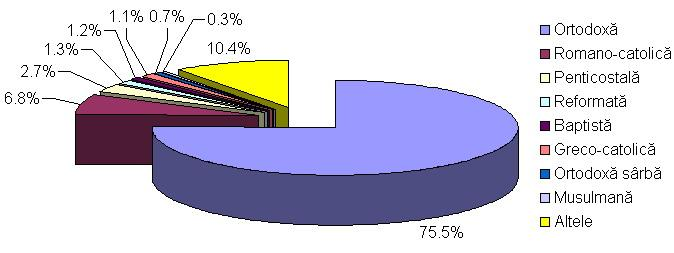 1.1%
0.7%
0.3%
1.2%
1.3%
2.7%
6.8%
10.4%
75.5%
Ortodoxă
Romano-catolică
Penticostală
Reformată
Baptistă
Greco-catolică
Ortodoxă sârbă
Musulmană
Altele